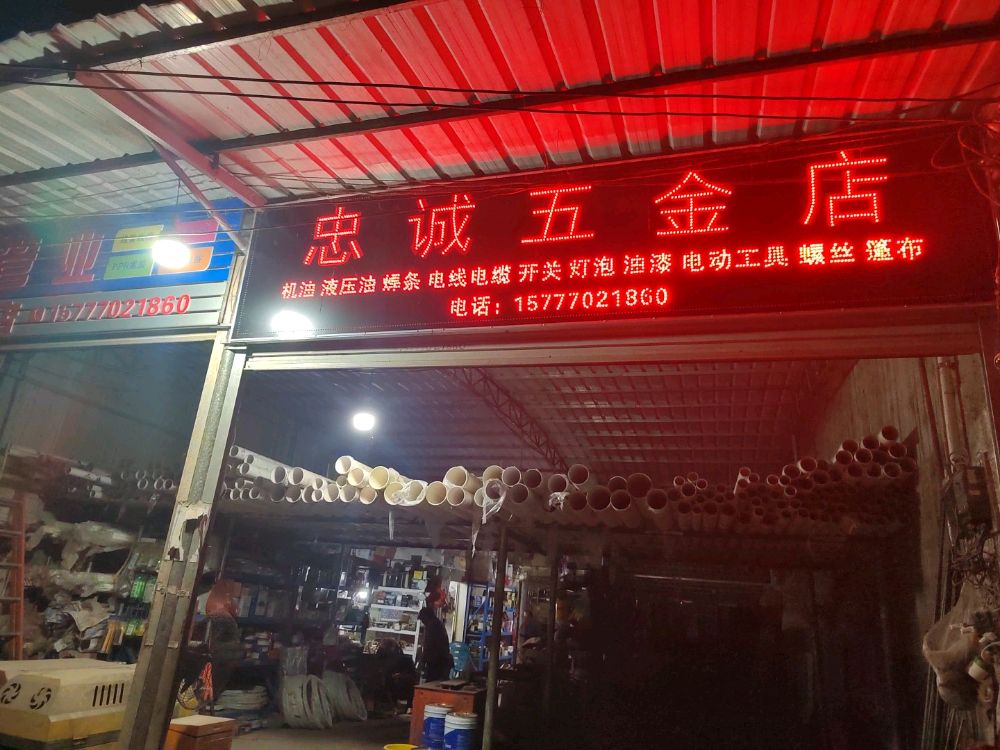 忠诚五金店
机油 液压油 焊条 电线电缆 开关 灯泡 油漆 电动工具 螺丝 篷布
电话：15777021860
管业
15777021860